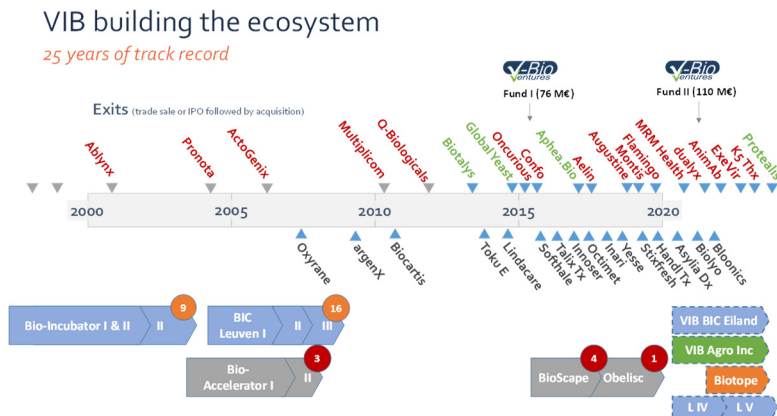 VIB building the ecosystem
25 years of track record
V-Bio
Ventures
Fund I (76 M€)
V-Bio
Ventures
Fund II (110 M€)
Exits (trade sale or IPO followed by acquisition)
Ablynx
Pronota
ActoGenix
Multiplicom
Q-Biologicals
Biotalys
Global Yeast
Oncurious
Confo
Aphea.Bio
Aelin
Augustine
Flamingo
Montis
MRM Health
dualyx
AnimAb
ExeVir
K5 Thx
Protealis
2000
2005
2010
2015
2020
Oxyrane
argenX
Biocartis
Toku E
Lindacare
Softhale
Talix Tx
Innoser
Octimet
Inari
Yesse
Stixfresh
Handl Tx
Asylia Dx
Biolyo
Bloonics
Bio-Incubator I & II
II
9
BIC
Leuven I
II
III
16
Bio-
Accelerator I
II
3
BioScape
4
Obelisc
1
VIB BIC Eiland
VIB Agro Inc
Biotope
L IV
L V